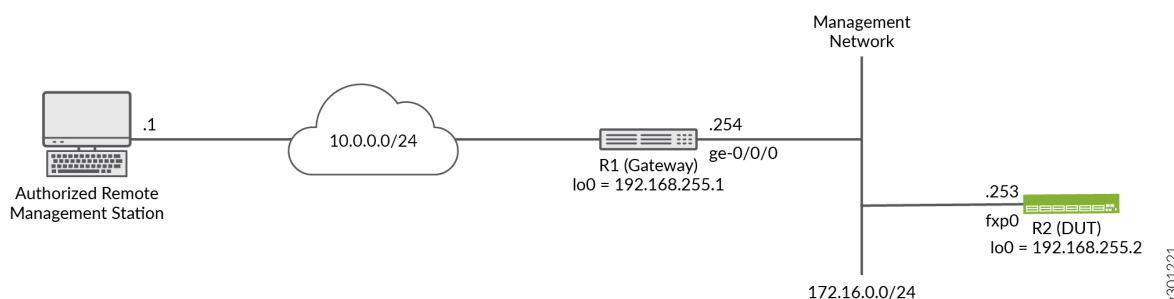 Management
Network
.1
10.0.0.0/24
.254
ge-0/0/0
R1 (Gateway)
lo0 = 192.168.255.1
Authorized Remote
Management Station
.253
fxp0
R2 (DUT)
lo0 = 192.168.255.2
172.16.0.0/24